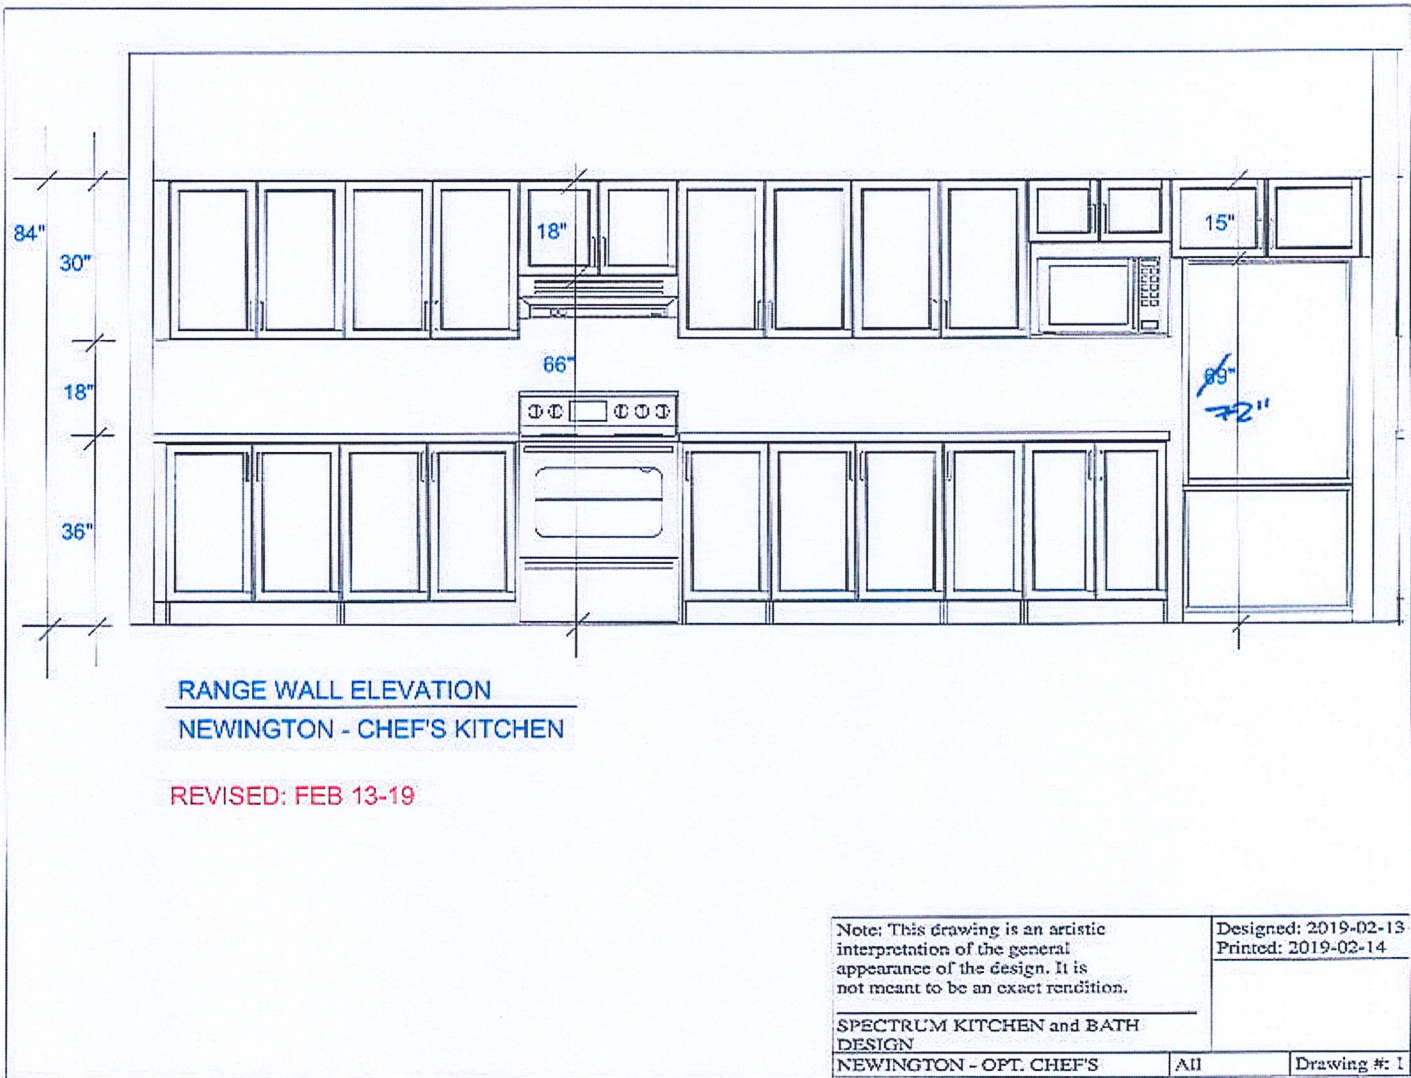 84"
30"
18"
36"
18"
66"
15"
69"
72"
RANGE WALL ELEVATION
NEWINGTON - CHEF'S KITCHEN
REVISED: FEB 13-19
Note: This drawing is an artistic
interpretation of the general
appearance of the design. It is
not meant to be an exact rendition.
Designed: 2019-02-13
Printed: 2019-02-14
SPECTRUM KITCHEN and BATH
DESIGN
NEWINGTON - OPT. CHEF'S
All
Drawing #: 1